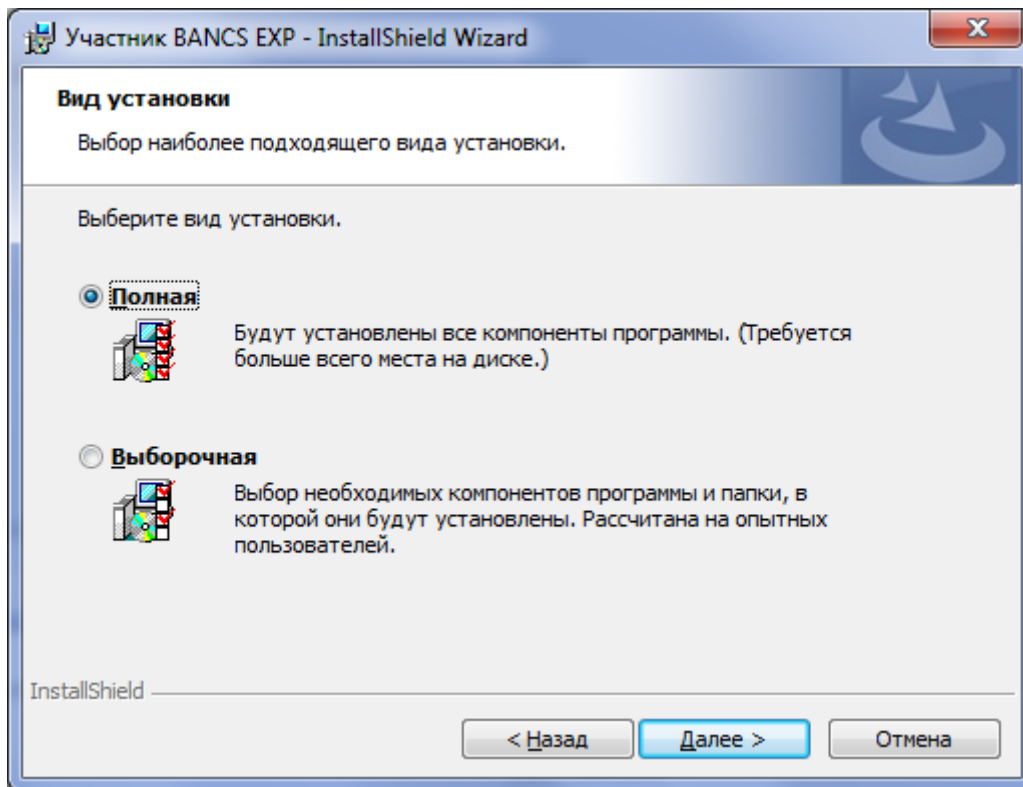 Участник BANCS EXP - InstallShield Wizard
Вид установки
Выбор наиболее подходящего вида установки.
Выберите вид установки.
Полная
Будут установлены все компоненты программы. (Требуется
больше всего места на диске.)
Выборочная
Выбор необходимых компонентов программы и папки, в
которой они будут установлены. Рассчитана на опытных
пользователей.
InstallShield
< Назад
Далее >
Отмена